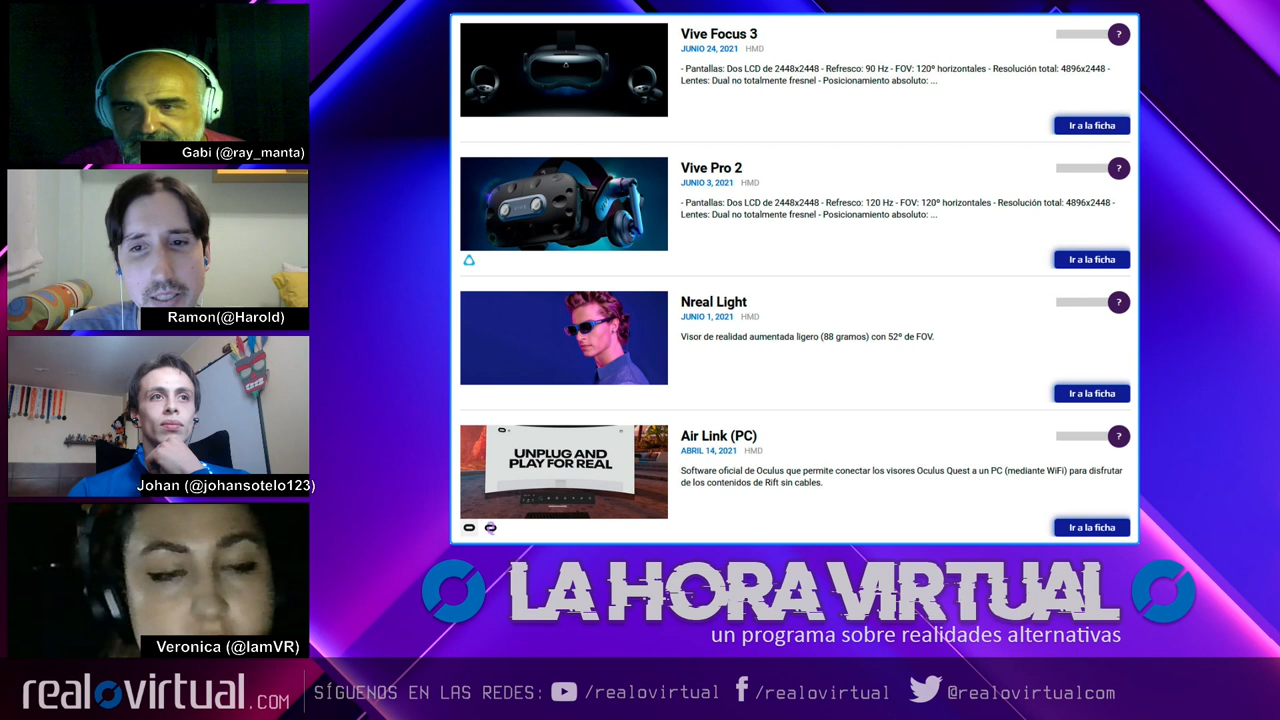 Gabi (@ray_manta)
Ramon(@Harold)
Johan (@johansotelo123)
Veronica (@IamVR)
Vive Focus 3
?
JUNIO 24, 2021 HMD
- Pantallas: Dos LCD de 2448x2448 - Refresco: 90 Hz - FOV: 120º horizontales - Resolución total: 4896x2448 -
Lentes: Dual no totalmente fresnel - Posicionamiento absoluto: ...
Ir a la ficha
Vive Pro 2
?
JUNIO 3, 2021 HMD
- Pantallas: Dos LCD de 2448x2448 - Refresco: 120 Hz - FOV: 120º horizontales - Resolución total: 4896x2448 -
Lentes: Dual no totalmente fresnel - Posicionamiento absoluto: ...
Ir a la ficha
Nreal Light
?
JUNIO 1, 2021 HMD
Visor de realidad aumentada ligero (88 gramos) con 52º de FOV.
Ir a la ficha
UNPLUG AND
PLAY FOR REAL
Air Link (PC)
?
ABRIL 14, 2021 HMD
Software oficial de Oculus que permite conectar los visores Oculus Quest a un PC (mediante WiFi) para disfrutar
de los contenidos de Rift sin cables.
Ir a la ficha
LA HORA VIRTUAL
un programa sobre realidades alternativas
realovirtual.com
SÍGUENOS EN LAS REDES: /realovirtual /realovirtual @realovirtualcom